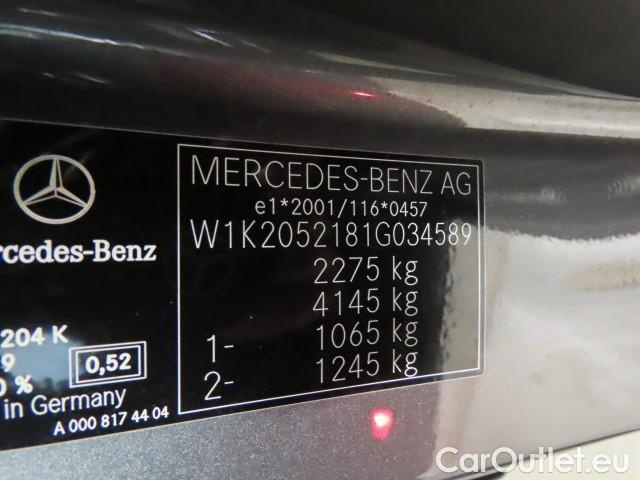 MERCEDES-BENZ AG
e1*2001/116*0457
W1K2052181G034589
2275 kg
4145 kg
1- 1065 kg
2- 1245 kg
rcedes-Benz
204 K
9
0,52
%
in Germany
A 000 817 44 04
CarOutlet.eu